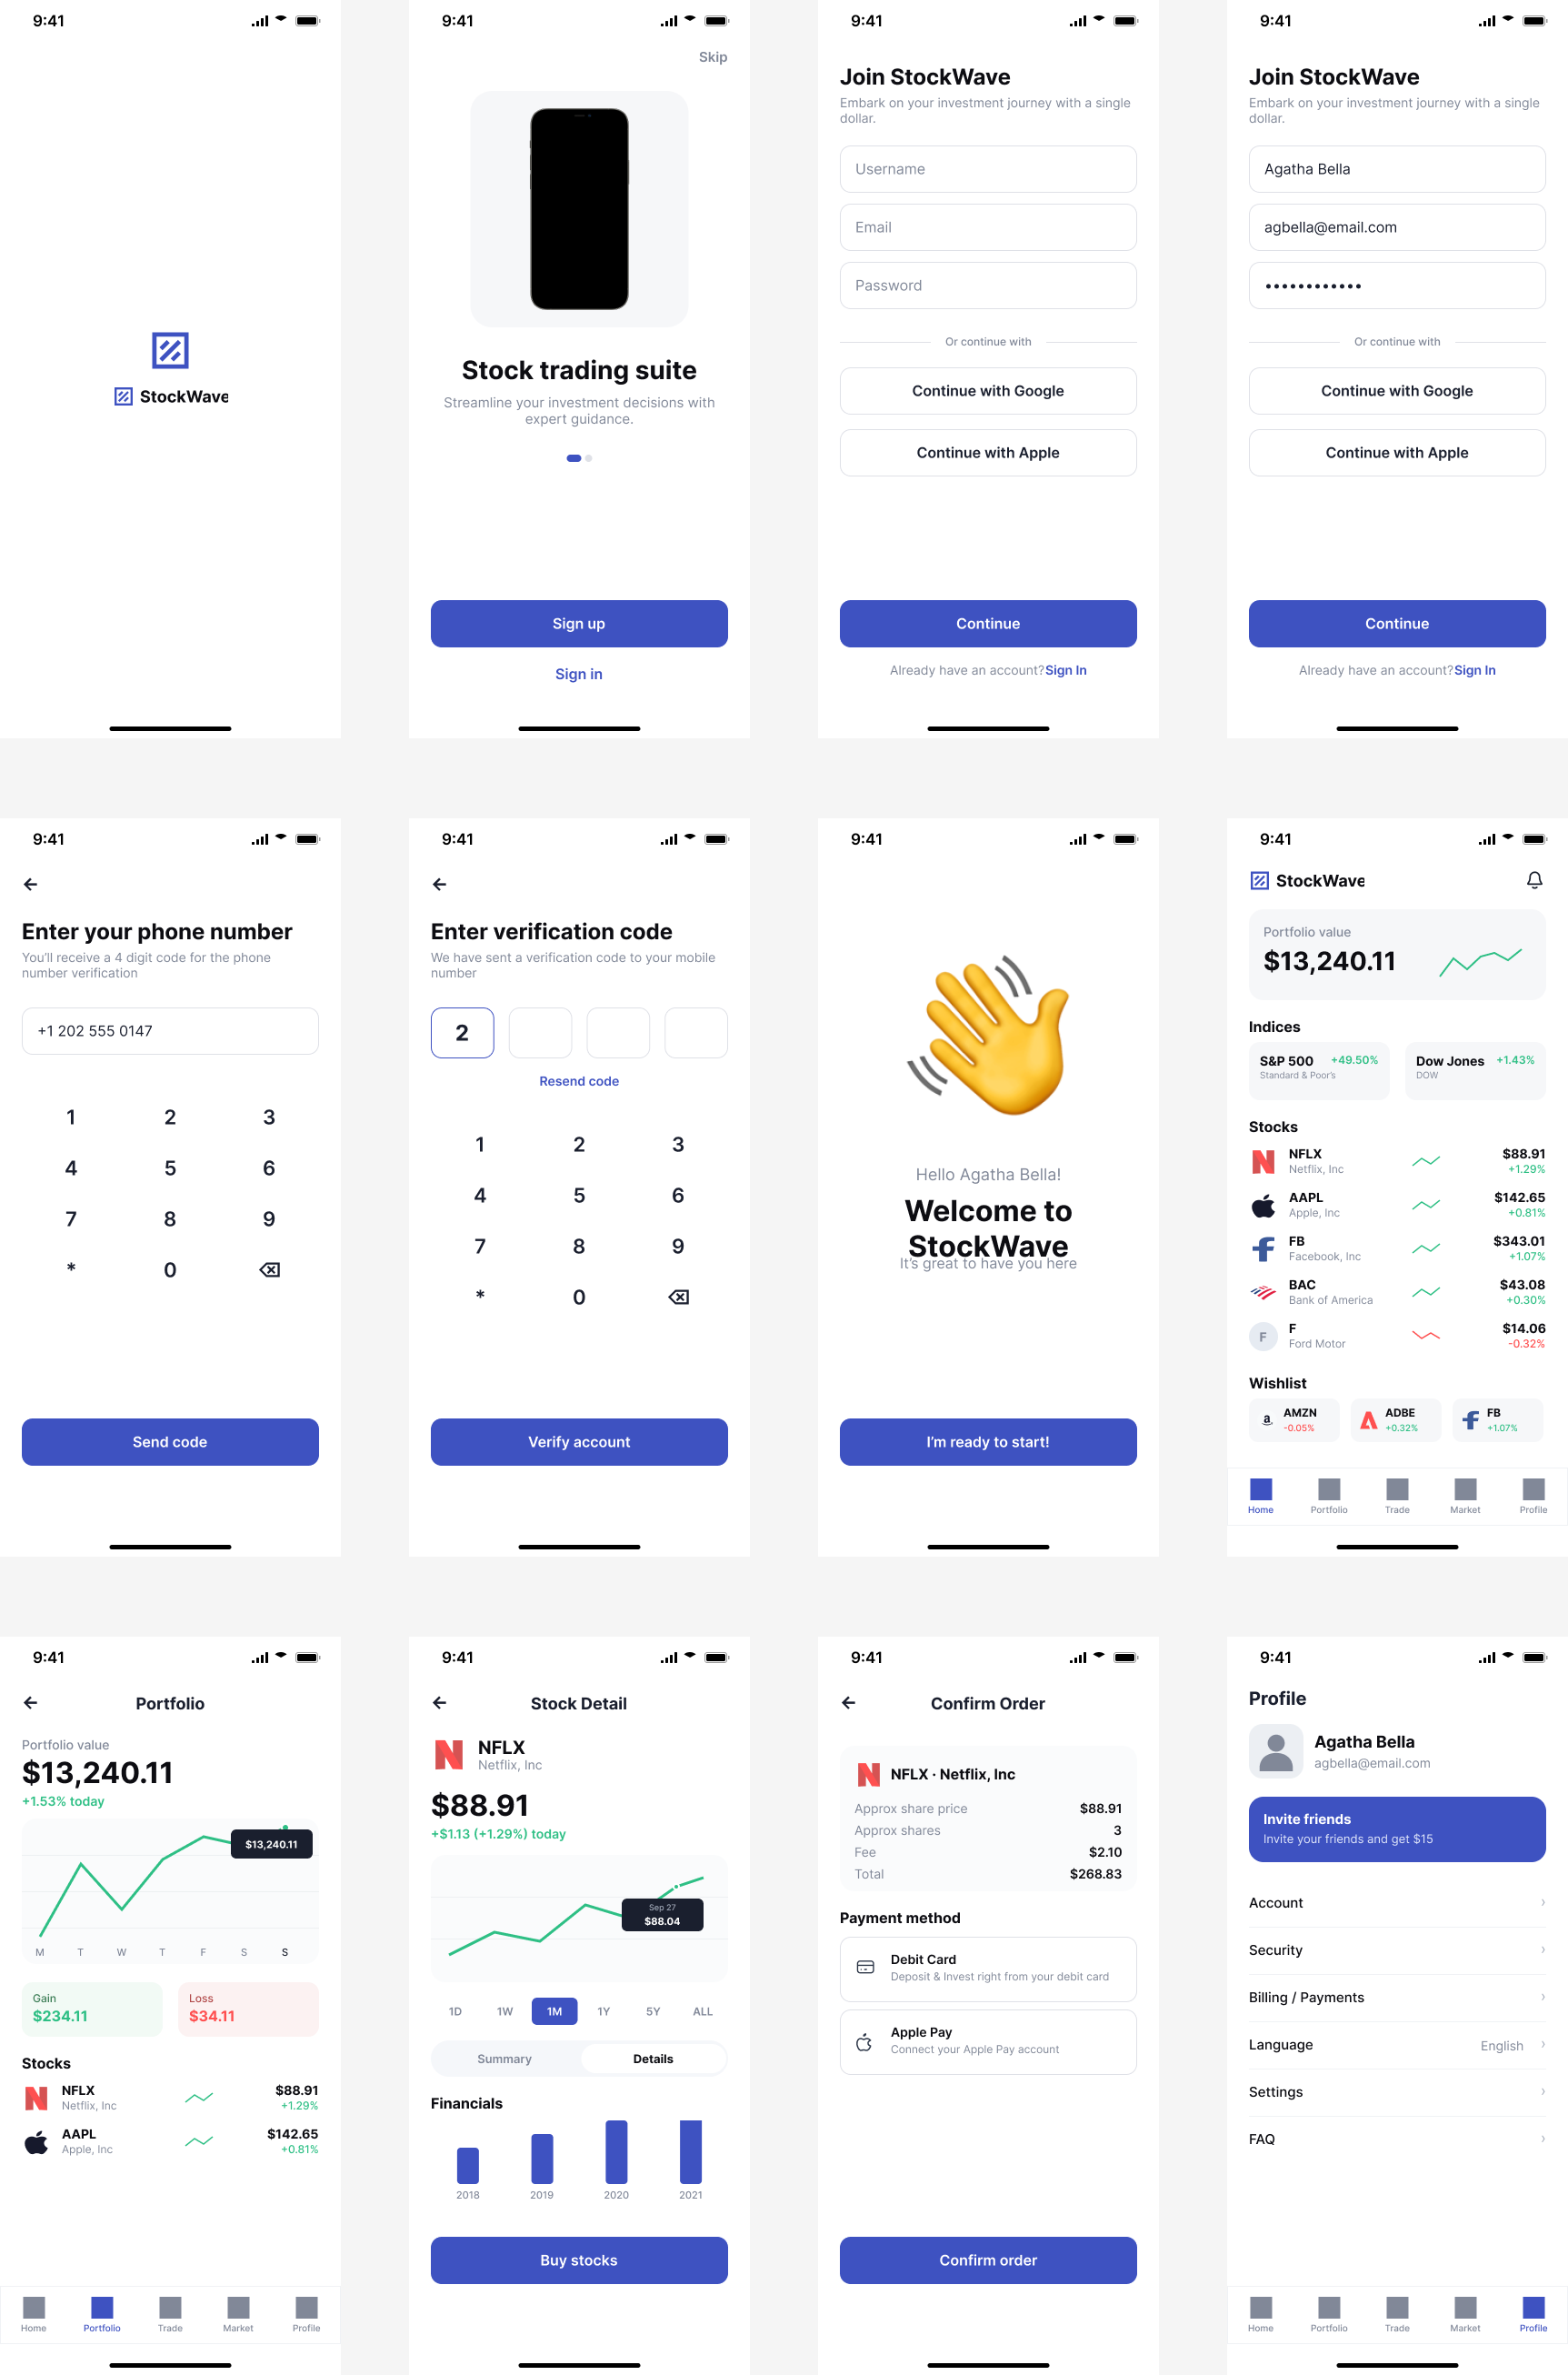 9:41
StockWave
9:41
Skip
Stock trading suite
Streamline your investment decisions with
expert guidance.
Sign up
Sign in
9:41
Join StockWave
Embark on your investment journey with a single
dollar.
Username
Email
Password
Or continue with
Continue with Google
Continue with Apple
Continue
Already have an account?Sign In
9:41
Join StockWave
Embark on your investment journey with a single
dollar.
Agatha Bella
agbella@email.com
••••••••••••
Or continue with
Continue with Google
Continue with Apple
Continue
Already have an account?Sign In
9:41
Enter your phone number
You'll receive a 4 digit code for the phone
number verification
+1 202 555 0147
1 2 3
4 5 6
7 8 9
* 0
Send code
9:41
Enter verification code
We have sent a verification code to your mobile
number
2
Resend code
1 2 3
4 5 6
7 8 9
* 0
Verify account
9:41
Hello Agatha Bella!
Welcome to
StockWave
It's great to have you here
I'm ready to start!
9:41
StockWave
Portfolio value
$13,240.11
Indices
S&P 500 +49.50%
Standard & Poor's
Dow Jones +1.43%
DOW
Stocks
NFLX $88.91
Netflix, Inc +1.29%
AAPL $142.65
Apple, Inc +0.81%
FB $343.01
Facebook, Inc +1.07%
BAC $43.08
Bank of America +0.30%
F F $14.06
Ford Motor -0.32%
Wishlist
a AMZN
-0.05%
ADBE
+0.32%
FB
+1.07%
Home Portfolio Trade Market Profile
9:41
Portfolio
Portfolio value
$13,240.11
+1.53% today
$13,240.11
M T W T F S S
Gain
$234.11
Loss
$34.11
Stocks
NFLX $88.91
Netflix, Inc +1.29%
AAPL $142.65
Apple, Inc +0.81%
Home Portfolio Trade Market Profile
9:41
Stock Detail
NFLX
Netflix, Inc
$88.91
+$1.13 (+1.29%) today
Sep 27
$88.04
1D 1W 1M 1Y 5Y ALL
Summary Details
Financials
2018 2019 2020 2021
Buy stocks
9:41
Confirm Order
NFLX · Netflix, Inc
Approx share price $88.91
Approx shares 3
Fee $2.10
Total $268.83
Payment method
Debit Card
Deposit & Invest right from your debit card
Apple Pay
Connect your Apple Pay account
Confirm order
9:41
Profile
Agatha Bella
agbella@email.com
Invite friends
Invite your friends and get $15
Account
Security
Billing / Payments
Language English
Settings
FAQ
Home Portfolio Trade Market Profile